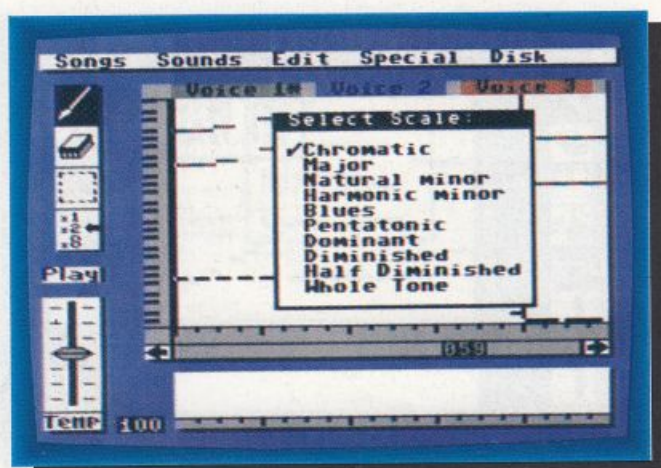 Songs Sounds Edit Special Disk
Voice 1# Voice 2 Voice 3
Select Scale:
✓Chromatic
Major
Natural minor
Harmonic minor
Blues
Pentatonic
Dominant
Diminished
Half Diminished
Whole Tone
x1
x2
x8
Play
059
Temp 100